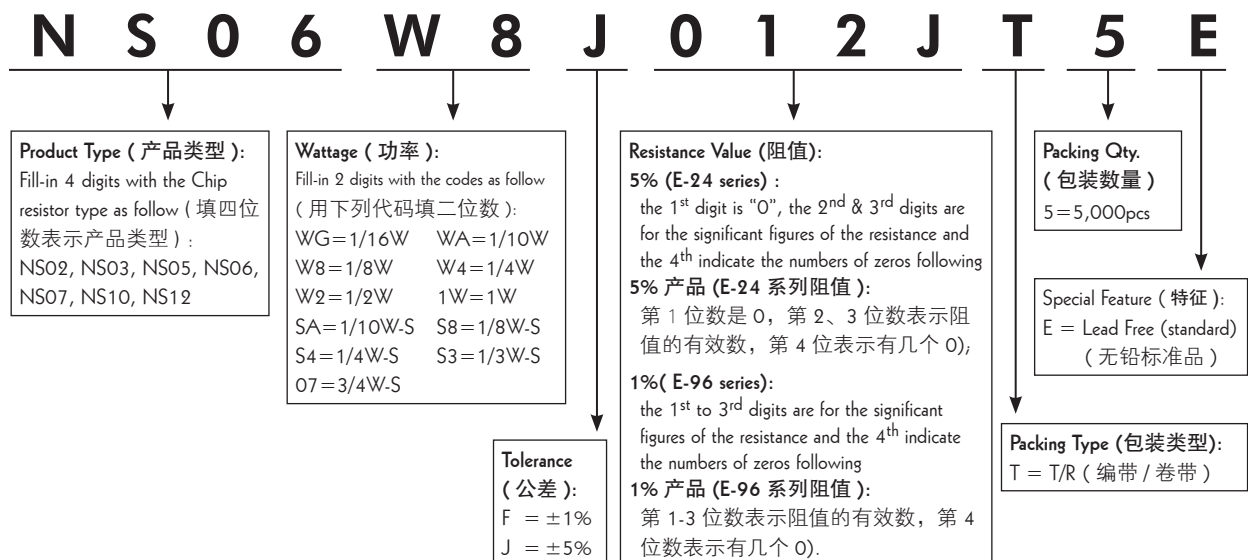 N S 0 6 W 8 J 0 1 2 J T 5 E
Product Type ( 产品类型 ):
Fill-in 4 digits with the Chip
resistor type as follow ( 填四位
数表示产品类型 ) :
NS02, NS03, NS05, NS06,
NS07, NS10, NS12
Wattage ( 功率 ):
Fill-in 2 digits with the codes as follow
( 用下列代码填二位数 ):
WG=1/16W WA=1/10W
W8=1/8W W4=1/4W
W2=1/2W 1W=1W
SA=1/10W-S S8=1/8W-S
S4=1/4W-S S3=1/3W-S
07=3/4W-S
Tolerance
( 公差 ):
F = ±1%
J = ±5%
Resistance Value (阻值):
5% (E-24 series) :
the 1st digit is “0”, the 2nd & 3rd digits are
for the significant figures of the resistance and
the 4th indicate the numbers of zeros following
5% 产品 (E-24 系列阻值 ):
第 1 位数是 0，第 2、3 位数表示阻
值的有效数，第 4 位表示有几个 0);
1%( E-96 series):
the 1st to 3rd digits are for the significant
figures of the resistance and the 4th indicate
the numbers of zeros following
1% 产品 (E-96 系列阻值 ):
第 1-3 位数表示阻值的有效数，第 4
位数表示有几个 0).
Packing Qty.
( 包装数量 )
5=5,000pcs
Special Feature ( 特征 ):
E = Lead Free (standard)
( 无铅标准品 )
Packing Type (包装类型):
T = T/R ( 编带 / 卷带 )